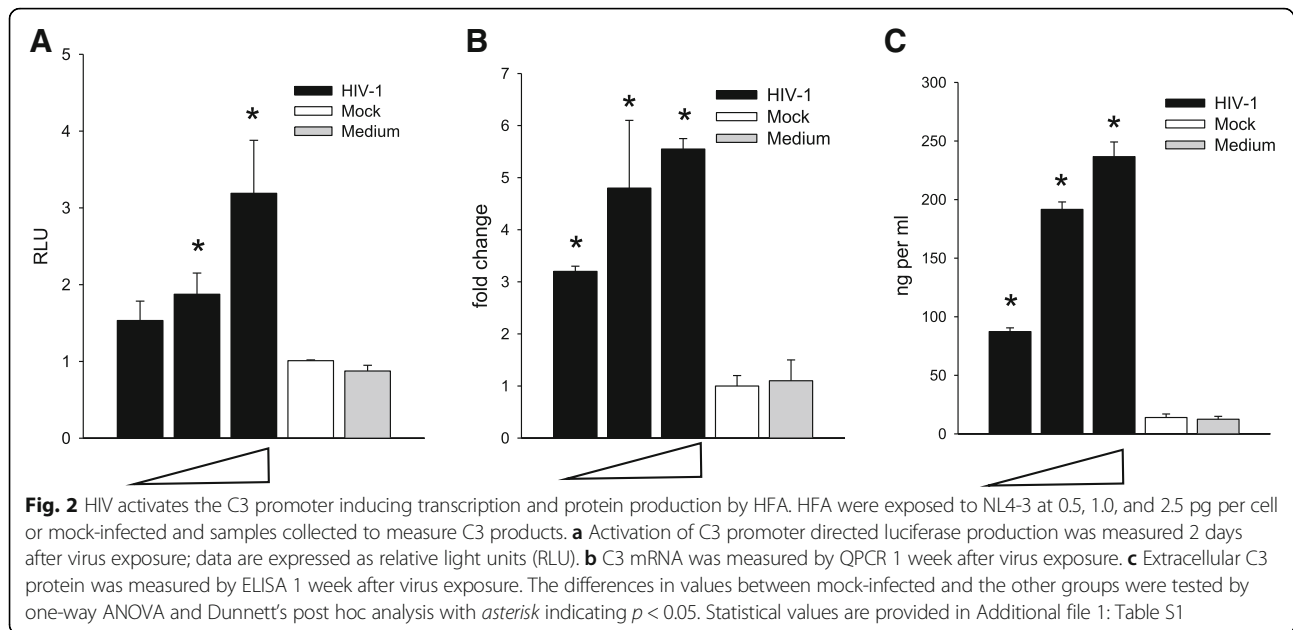 A
5
4
3
2
1
0
RLU
HIV-1
Mock
Medium
*
*
B
7
6
5
4
3
2
1
0
fold change
HIV-1
Mock
Medium
*
*
*
C
300
250
200
150
100
50
0
ng per ml
HIV-1
Mock
Medium
*
*
*
Fig. 2 HIV activates the C3 promoter inducing transcription and protein production by HFA. HFA were exposed to NL4-3 at 0.5, 1.0, and 2.5 pg per cell
or mock-infected and samples collected to measure C3 products. a Activation of C3 promoter directed luciferase production was measured 2 days
after virus exposure; data are expressed as relative light units (RLU). b C3 mRNA was measured by QPCR 1 week after virus exposure. c Extracellular C3
protein was measured by ELISA 1 week after virus exposure. The differences in values between mock-infected and the other groups were tested by
one-way ANOVA and Dunnett's post hoc analysis with asterisk indicating p < 0.05. Statistical values are provided in Additional file 1: Table S1